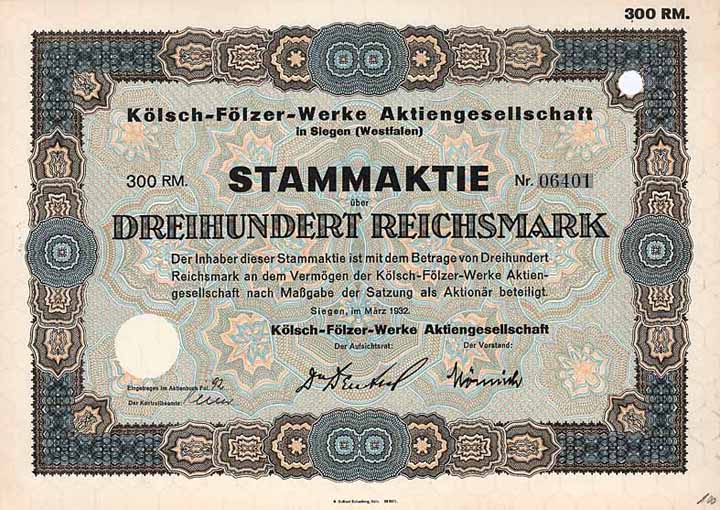 300 RM.
Kölsch-Fölzer-Werke Aktiengesellschaft
in Siegen (Westfalen)
300 RM. STAMMAKTIE Nr. 06401
über
DREIHUNDERT REICHSMARK
Der Inhaber dieser Stammaktie ist mit dem Betrage von Dreihundert
Reichsmark an dem Vermögen der Kölsch-Fölzer-Werke Aktien-
gesellschaft nach Maßgabe der Satzung als Aktionär beteiligt.
Siegen, im März 1932.
Kölsch-Fölzer-Werke Aktiengesellschaft
Der Aufsichtsrat: Der Vorstand:
Eingetragen im Aktienbuch Fol. 92
Der Kontrollbeamte: